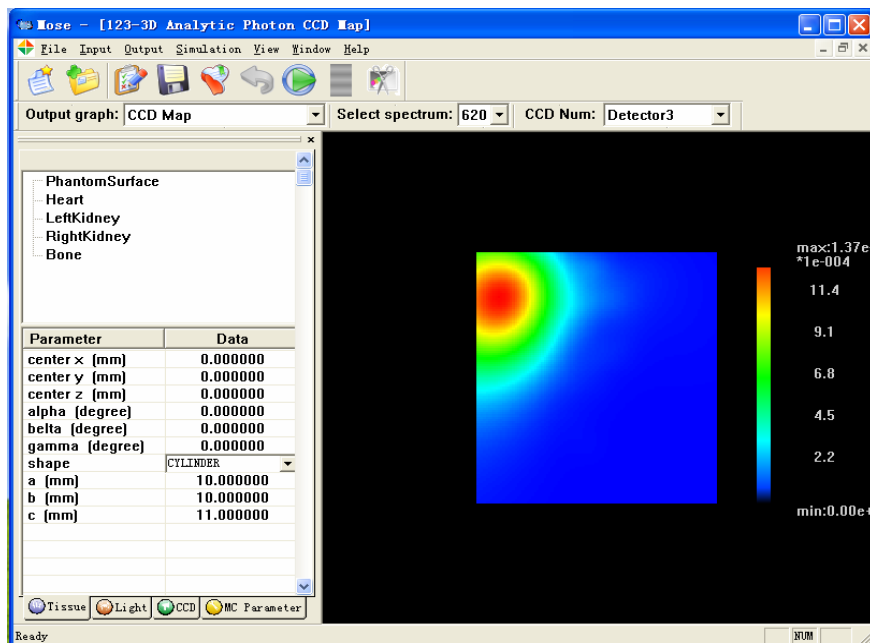 Mose - [123-3D Analytic Photon CCD Map]
File Input Output Simulation View Window Help
Output graph: CCD Map Select spectrum: 620 CCD Num: Detector3
PhantomSurface
Heart
LeftKidney
RightKidney
Bone
Parameter Data
center x (mm) 0.000000
center y (mm) 0.000000
center z (mm) 0.000000
alpha (degree) 0.000000
belta (degree) 0.000000
gamma (degree) 0.000000
shape CYLINDER
a (mm) 10.000000
b (mm) 10.000000
c (mm) 11.000000
Tissue Light CCD MC Parameter
max:1.37e
*1e-004
11.4
9.1
6.8
4.5
2.2
min:0.00e+
Ready NUM